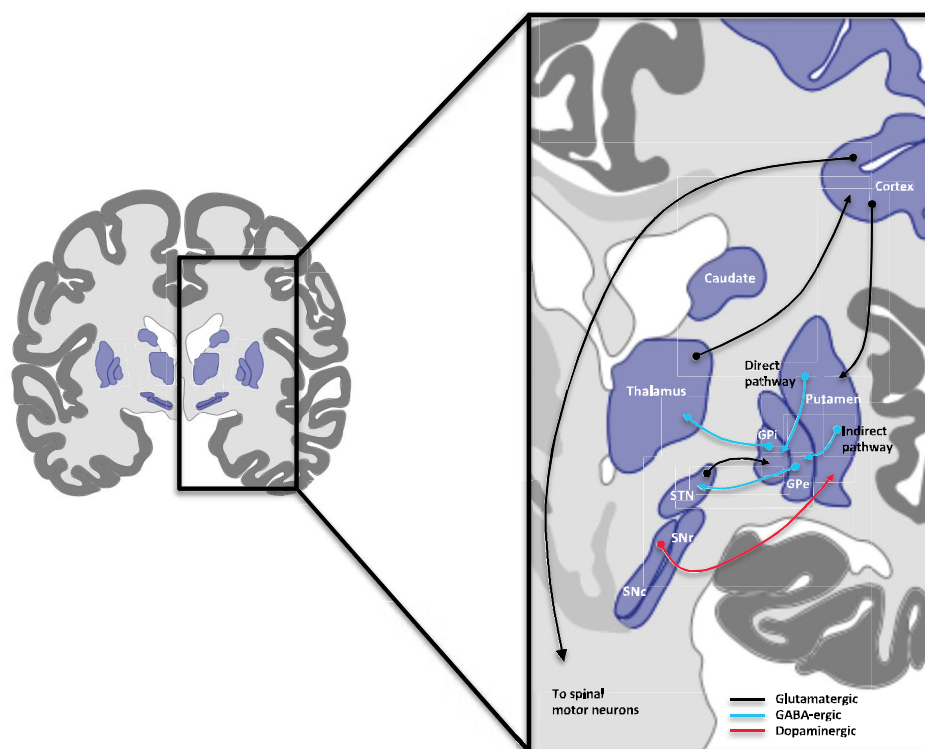 Cortex
Caudate
Direct
pathway
Thalamus
Putamen
GPi
Indirect
pathway
GPe
STN
SNr
SNc
To spinal
motor neurons
Glutamatergic
GABA-ergic
Dopaminergic